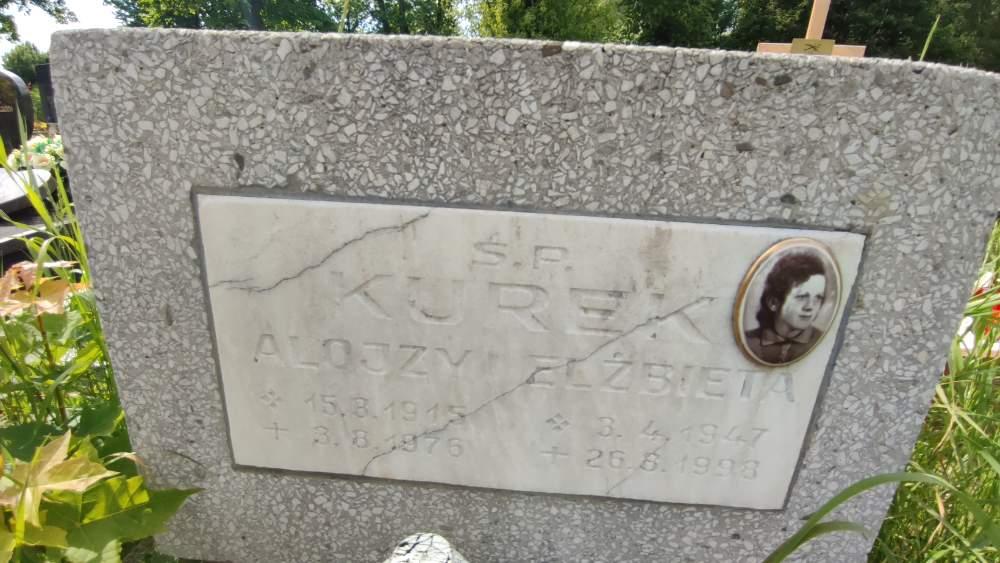 Ś.P.
KUREK
ALOJZY I ELŻBIETA
15.8.1915 3.4.1947
+ 3.8.1976 + 26.8.1998